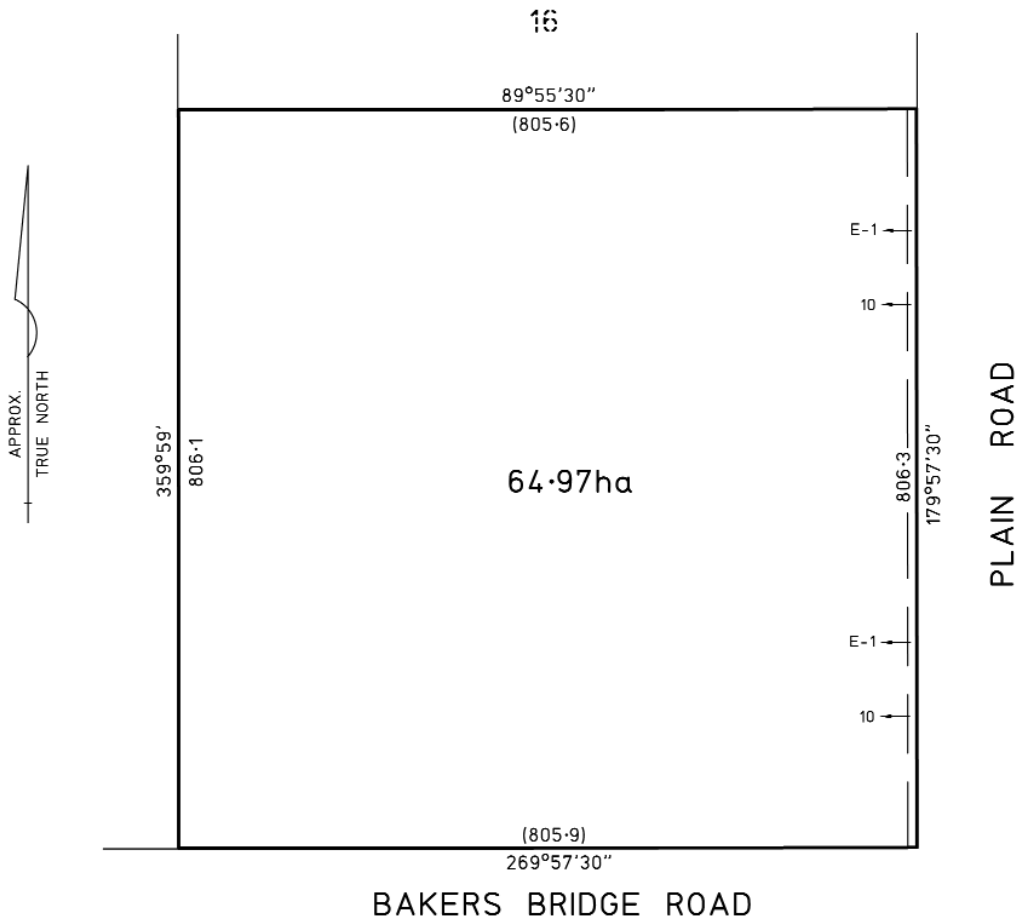 16
89°55'30"
(805·6)
E-1
10
APPROX.
TRUE NORTH
359°59'
806·1
64·97ha
806·3
179°57'30"
PLAIN ROAD
E-1
10
(805·9)
269°57'30"
BAKERS BRIDGE ROAD